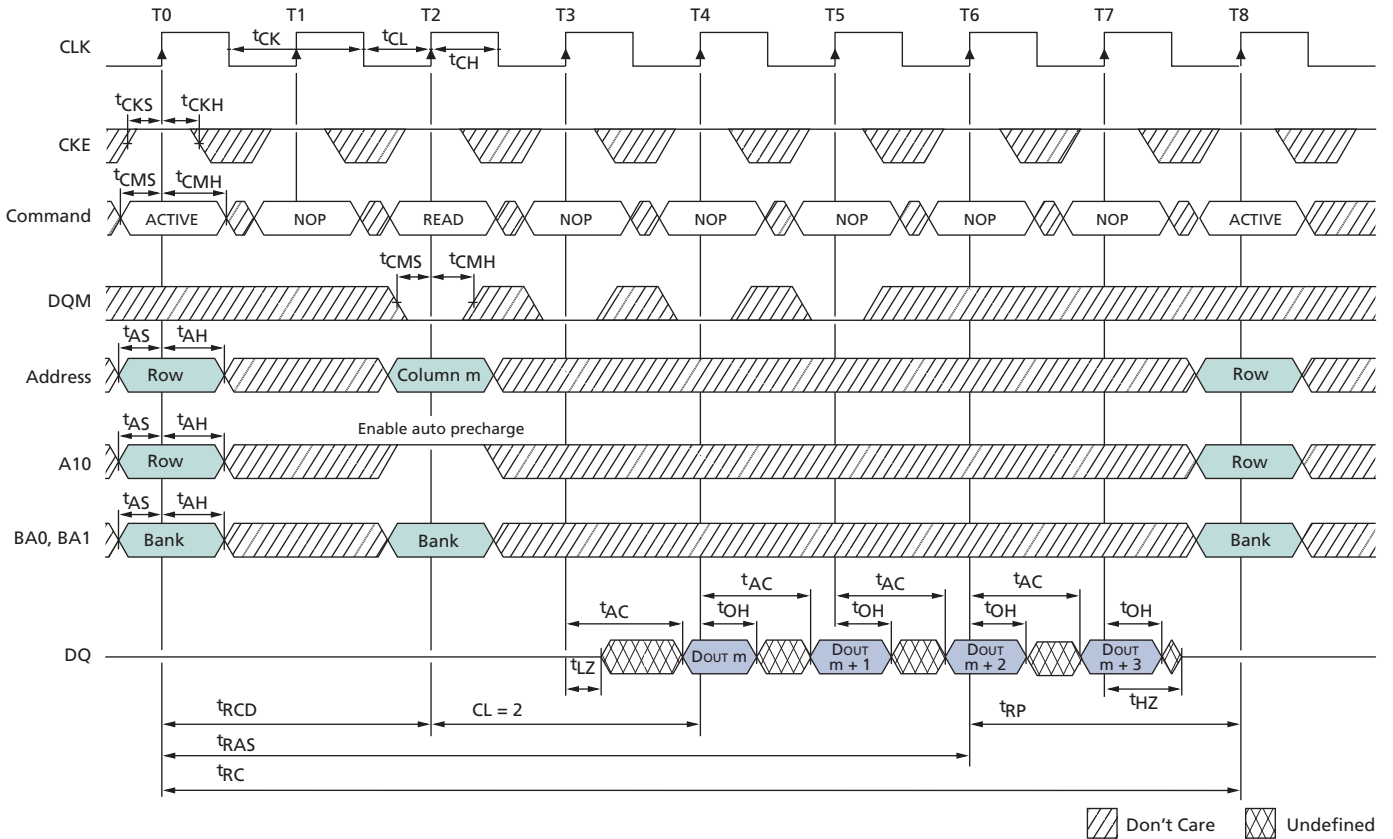 T0 T1 T2 T3 T4 T5 T6 T7 T8
CLK
tCK tCL tCH
tCKS tCKH
CKE
tCMS tCMH
Command ACTIVE NOP READ NOP NOP NOP NOP NOP ACTIVE
tCMS tCMH
DQM
tAS tAH
Address Row Column m Row
tAS tAH Enable auto precharge
A10 Row Row
tAS tAH
BA0, BA1 Bank Bank Bank
tAC tAC tAC
tAC tOH tOH tOH tOH
DQ DOUT m DOUT m + 1 DOUT m + 2 DOUT m + 3
tLZ tHZ
tRCD CL = 2 tRP
tRAS
tRC
Don't Care Undefined